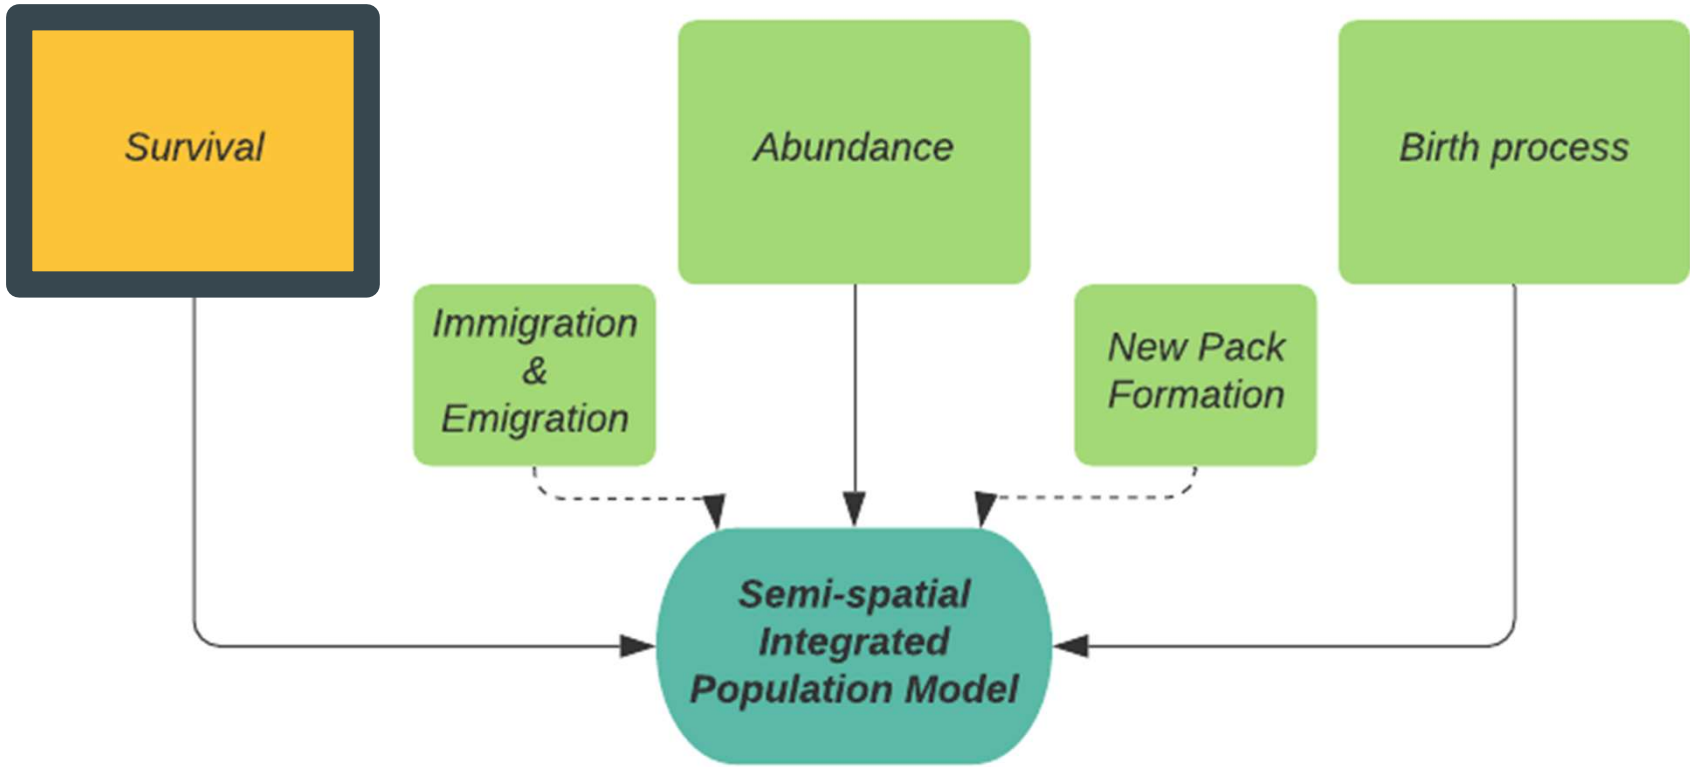 Survival
Abundance
Birth process
Immigration
&
Emigration
New Pack
Formation
Semi-spatial
Integrated
Population Model